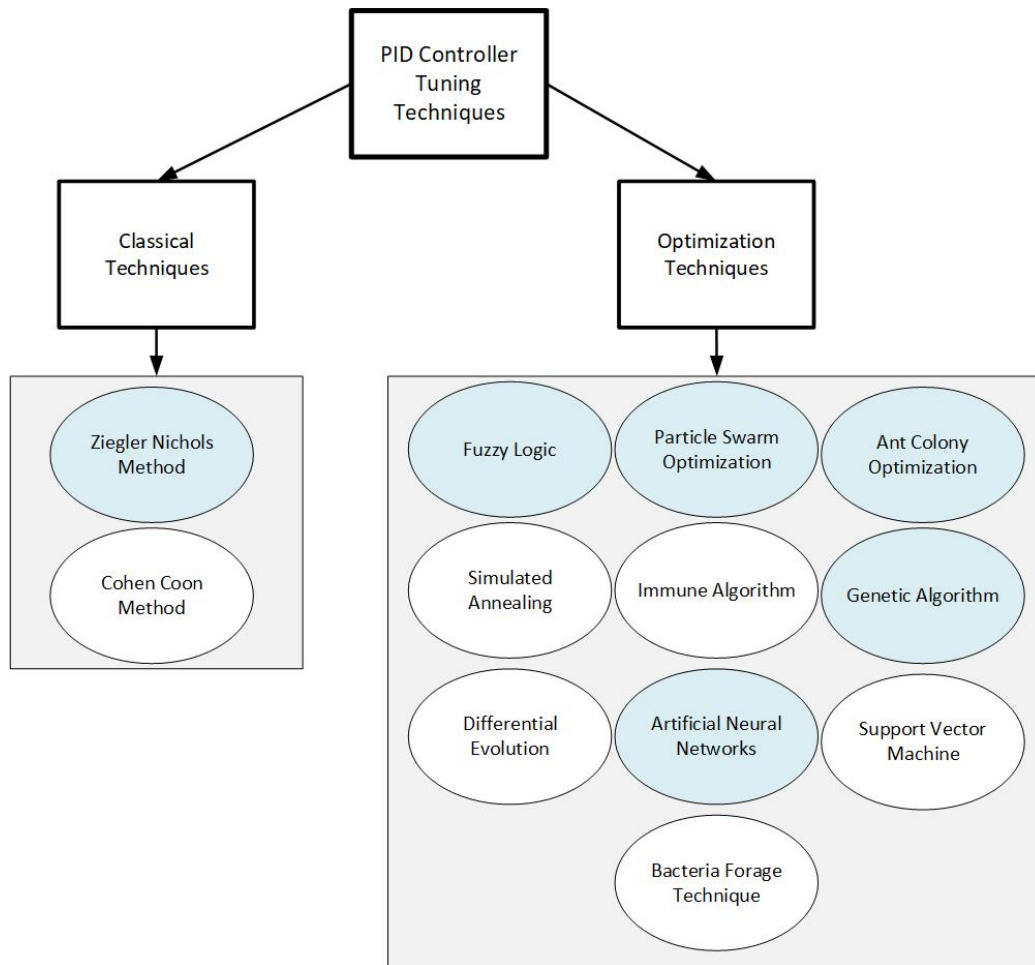 PID Controller
Tuning
Techniques
Classical
Techniques
Optimization
Techniques
Ziegler Nichols
Method
Cohen Coon
Method
Fuzzy Logic
Particle Swarm
Optimization
Ant Colony
Optimization
Simulated
Annealing
Immune Algorithm
Genetic Algorithm
Differential
Evolution
Artificial Neural
Networks
Support Vector
Machine
Bacteria Forage
Technique